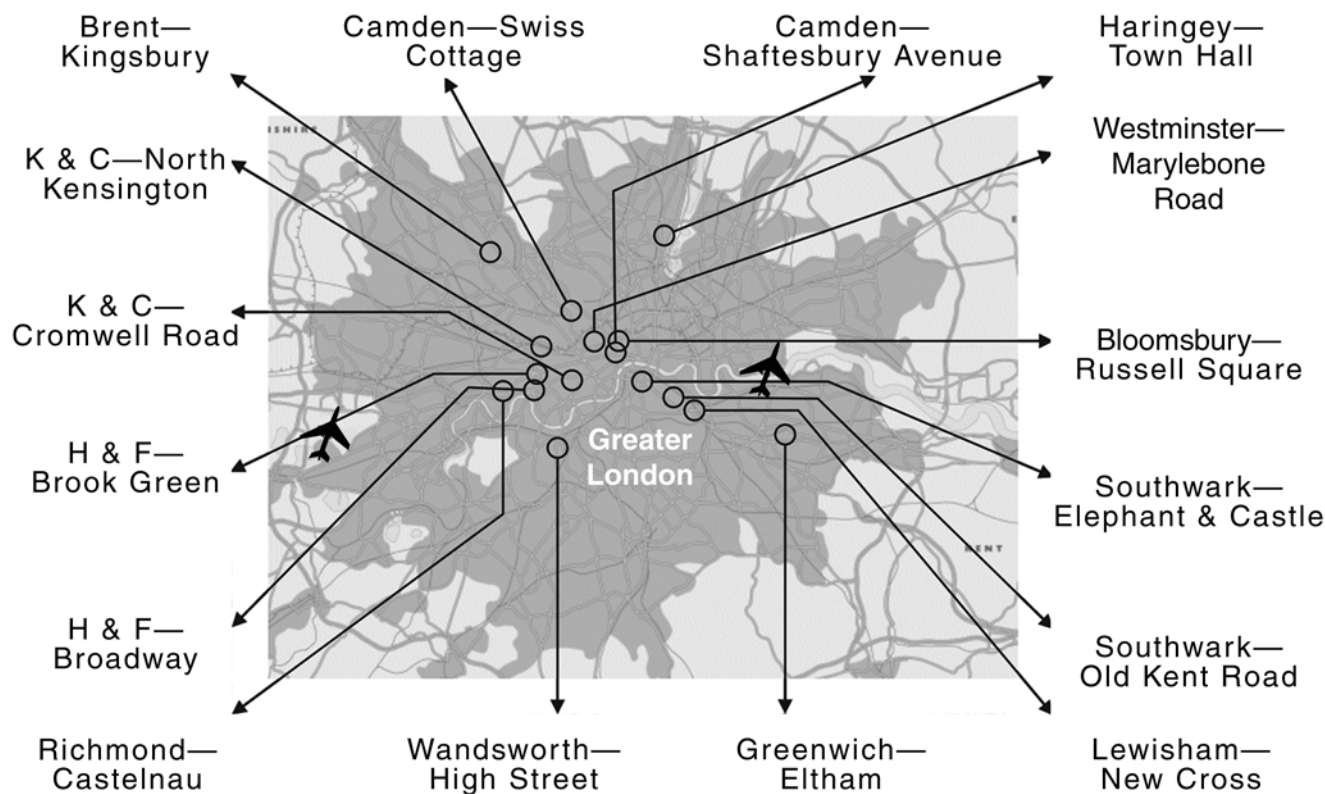 Brent—
Kingsbury
Camden—Swiss
Cottage
Camden—
Shaftesbury Avenue
Haringey—
Town Hall
K & C—North
Kensington
Westminster—
Marylebone
Road
K & C—
Cromwell Road
Bloomsbury—
Russell Square
H & F—
Brook Green
Greater
London
Southwark—
Elephant & Castle
KENT
H & F—
Broadway
Southwark—
Old Kent Road
Richmond—
Castelnau
Wandsworth—
High Street
Greenwich—
Eltham
Lewisham—
New Cross